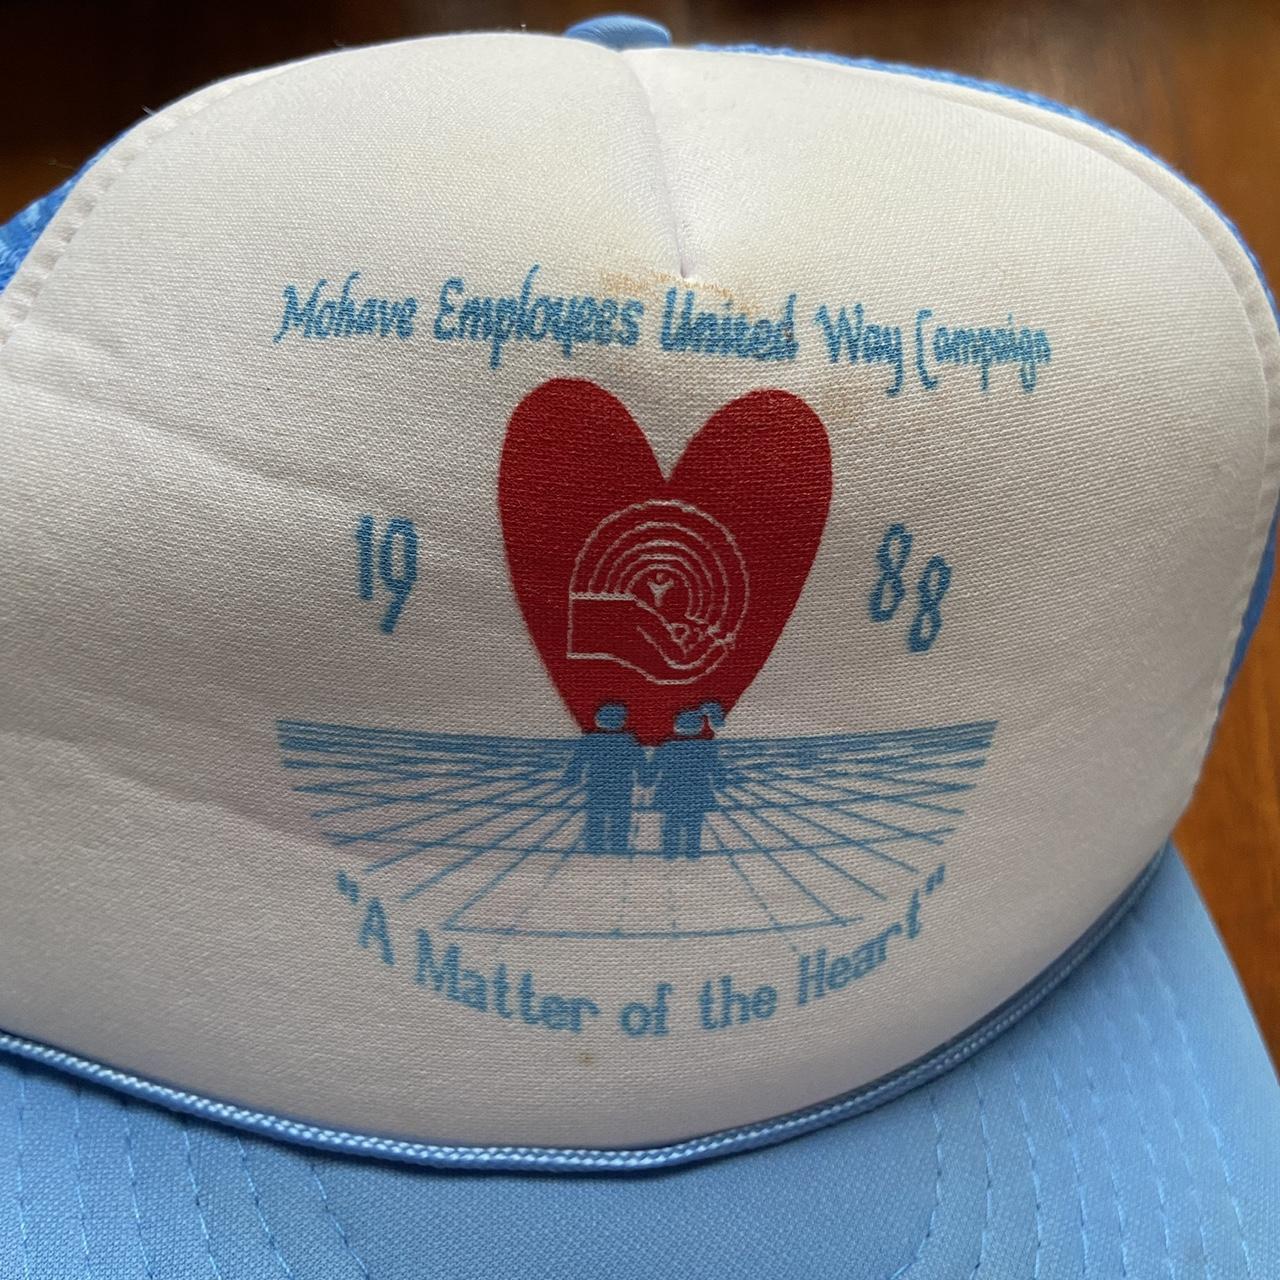 Mohave Employees United Way Campaign
19 88
"A Matter of the Heart"